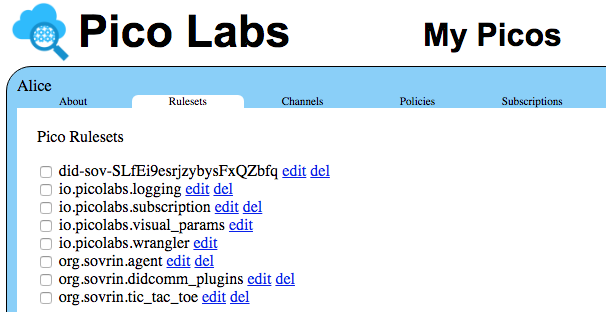 Pico Labs My Picos
Alice
About Rulesets Channels Policies Subscriptions
Pico Rulesets
did-sov-SLfEi9esrjzybysFxQZbfq edit del
io.picolabs.logging edit del
io.picolabs.subscription edit del
io.picolabs.visual_params edit
io.picolabs.wrangler edit
org.sovrin.agent edit del
org.sovrin.didcomm_plugins edit del
org.sovrin.tic_tac_toe edit del